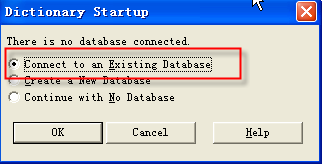 Dictionary Startup
There is no database connected.
Connect to an Existing Database
Create a New Database
Continue with No Database
OK Cancel Help